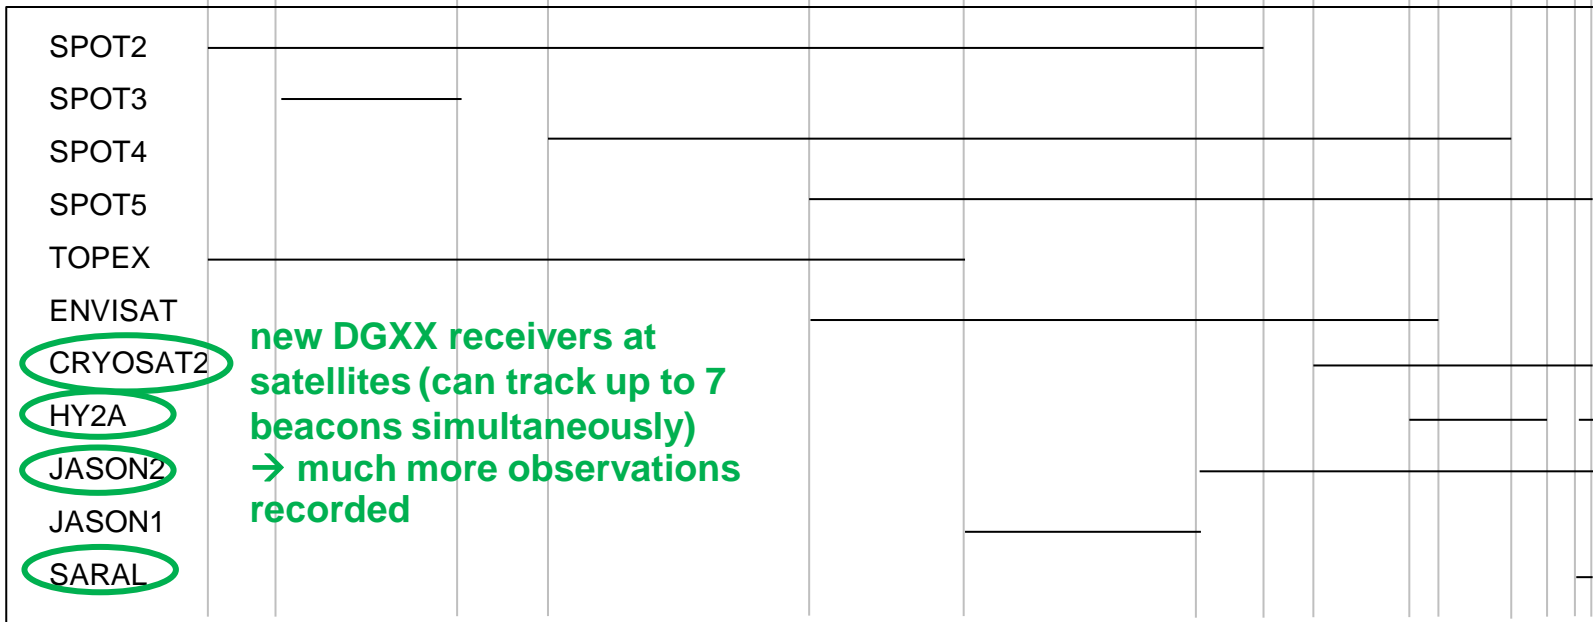 SPOT2
SPOT3
SPOT4
SPOT5
TOPEX
ENVISAT
CRYOSAT2
HY2A
JASON2
JASON1
SARAL
new DGXX receivers at
satellites (can track up to 7
beacons simultaneously)
→ much more observations
recorded